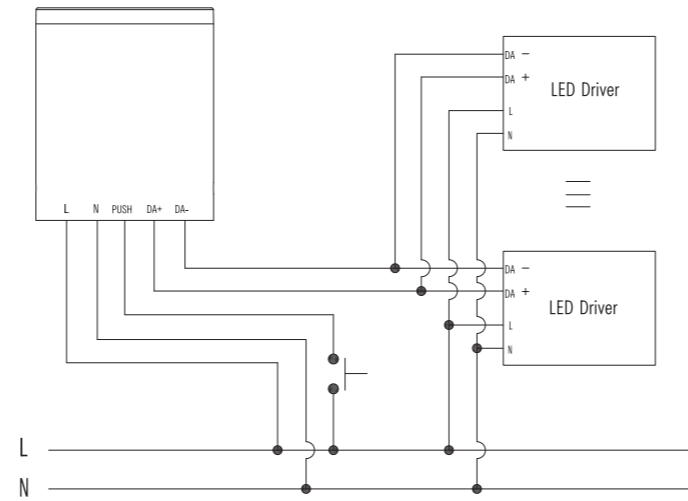 L N PUSH DA+ DA-
DA −
DA +
L
N
LED Driver
DA −
DA +
L
N
LED Driver
L
N